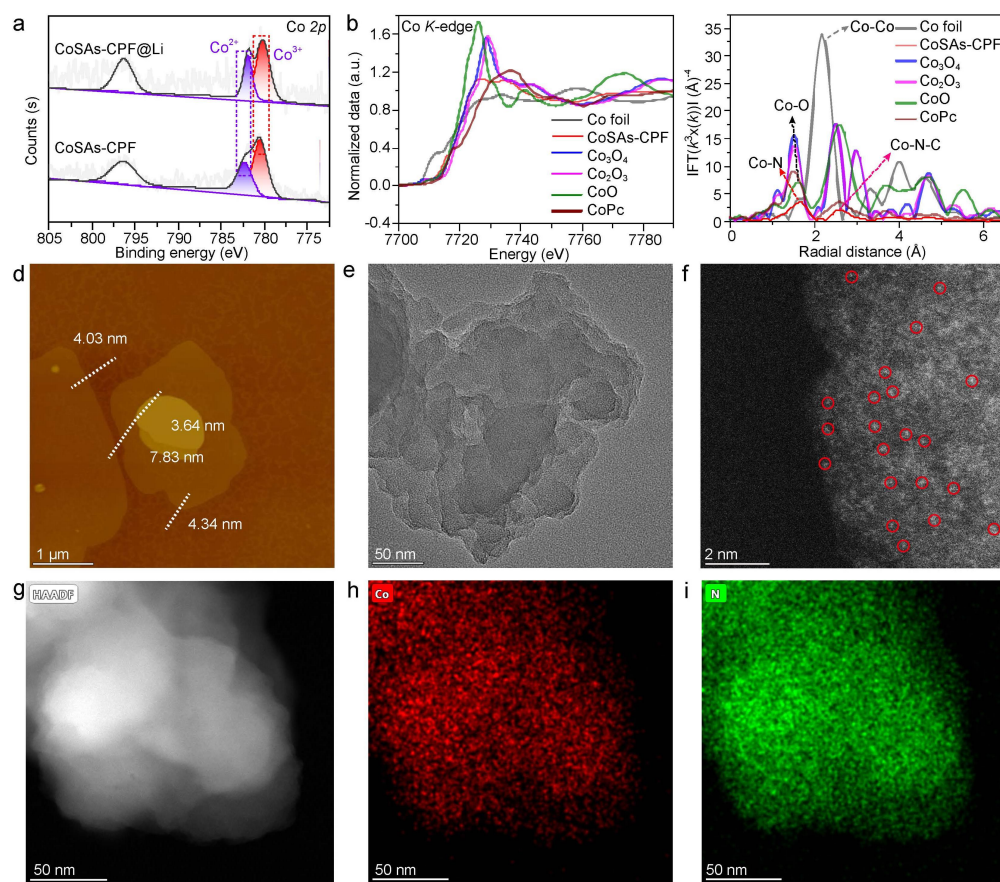 a
Co 2p
CoSAs-CPF@Li
Co2+
Co3+
CoSAs-CPF
Counts (s)
805 800 795 790 785 780 775
Binding energy (eV)
b
Co K-edge
Normalized data (a.u.)
1.6
1.2
0.8
0.4
0.0
-0.4
Co foil
CoSAs-CPF
Co3O4
Co2O3
CoO
CoPc
7700 7720 7740 7760 7780
Energy (eV)
IFT(k3x(k))I (Å)-4
35
30
25
20
15
10
5
0
Co-Co
Co-O
Co-N
Co-N-C
Co foil
CoSAs-CPF
Co3O4
Co2O3
CoO
CoPc
0 2 4 6
Radial distance (Å)
d
4.03 nm
3.64 nm
7.83 nm
4.34 nm
1 µm
e
50 nm
f
2 nm
g
HAADF
50 nm
h
Co
50 nm
i
N
50 nm